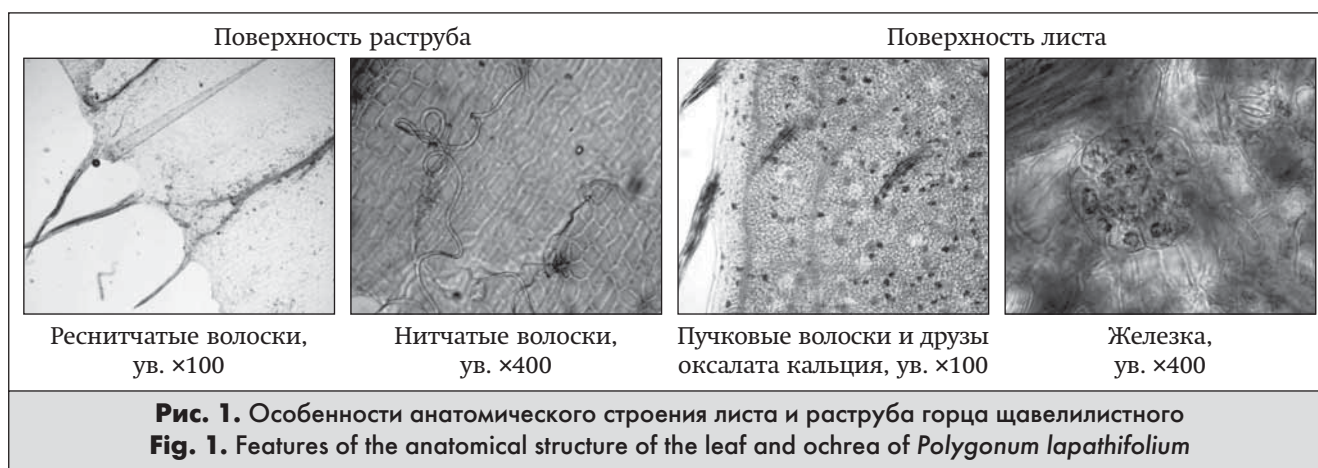 Поверхность раструба
Поверхность листа
Реснитчатые волоски,
ув. ×100
Нитчатые волоски,
ув. ×400
Пучковые волоски и друзы
оксалата кальция, ув. ×100
Железка,
ув. ×400
Рис. 1. Особенности анатомического строения листа и раструба горца щавелилистного
Fig. 1. Features of the anatomical structure of the leaf and ochrea of Polygonum lapathifolium